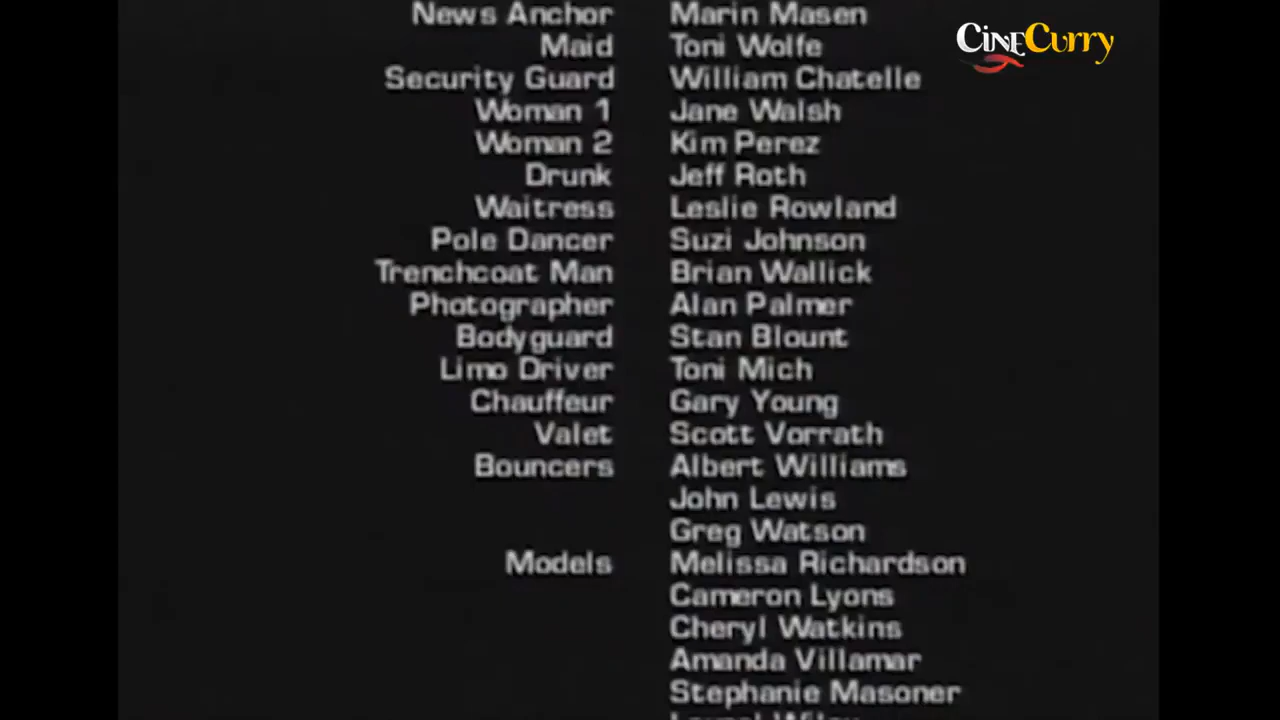 News Anchor Marin Masen
CineCurry
Maid Toni Wolfe
Security Guard William Chatelle
Woman 1 Jane Walsh
Woman 2 Kim Perez
Drunk Jeff Roth
Waitress Leslie Rowland
Pole Dancer Suzi Johnson
Trenchcoat Man Brian Wallick
Photographer Alan Palmer
Bodyguard Stan Blount
Limo Driver Toni Mich
Chauffeur Gary Young
Valet Scott Vorrath
Bouncers Albert Williams
John Lewis
Greg Watson
Models Melissa Richardson
Cameron Lyons
Cheryl Watkins
Amanda Villamar
Stephanie Masoner